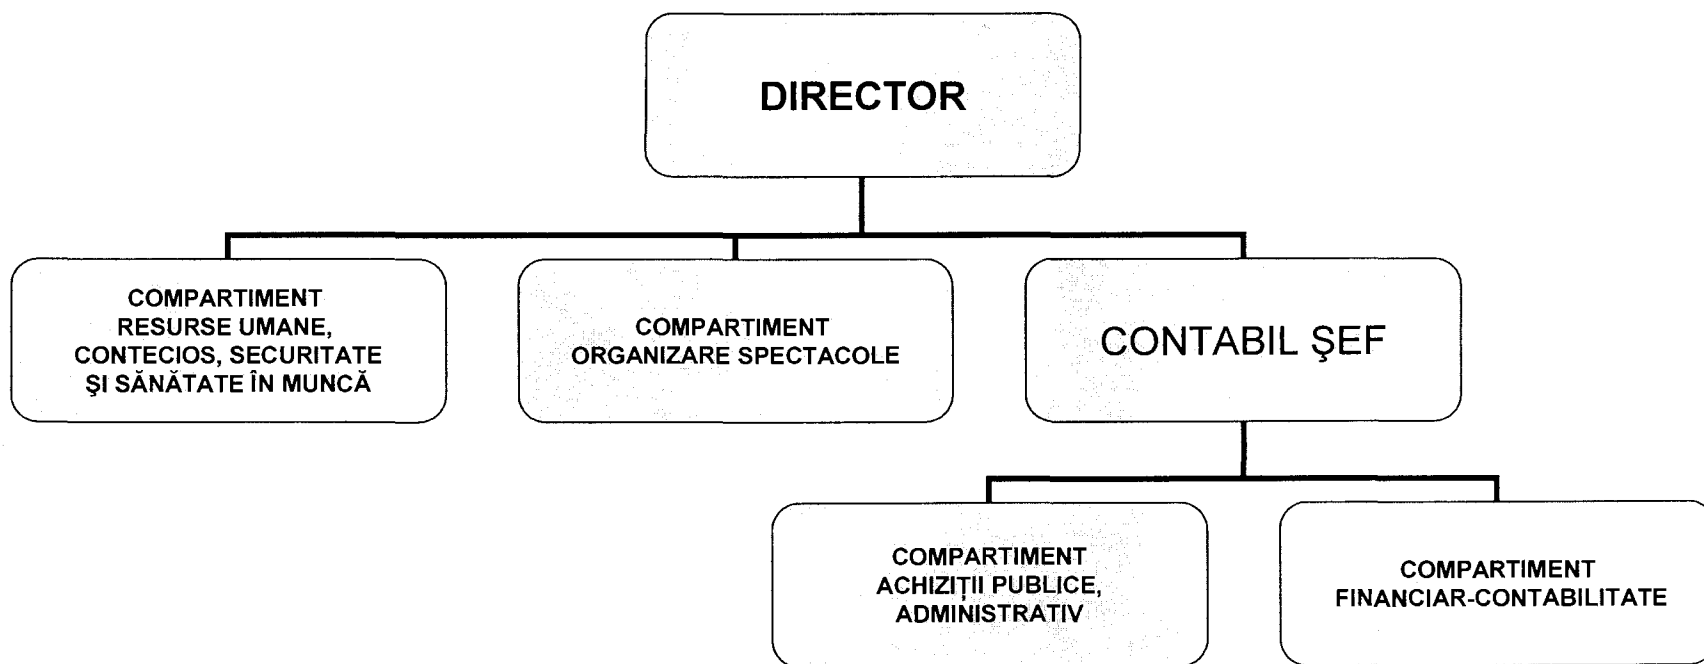 DIRECTOR
COMPARTIMENT
RESURSE UMANE,
CONTECIOS, SECURITATE
ŞI SĂNĂTATE ÎN MUNCĂ
COMPARTIMENT
ORGANIZARE SPECTACOLE
CONTABIL ŞEF
COMPARTIMENT
ACHIZIŢII PUBLICE,
ADMINISTRATIV
COMPARTIMENT
FINANCIAR-CONTABILITATE